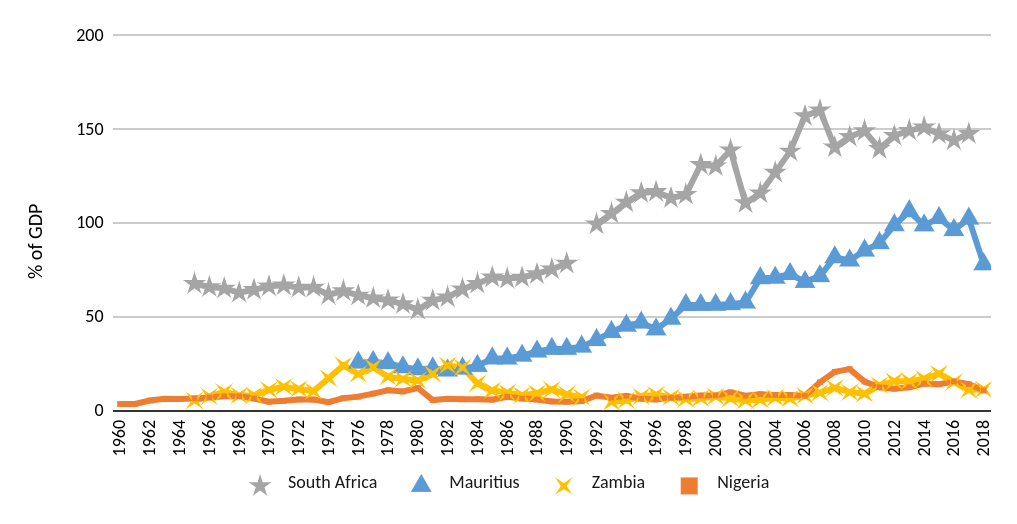 200
150
100
50
0
% of GDP
1960 1962 1964 1966 1968 1970 1972 1974 1976 1978 1980 1982 1984 1986 1988 1990 1992 1994 1996 1998 2000 2002 2004 2006 2008 2010 2012 2014 2016 2018
South Africa Mauritius Zambia Nigeria